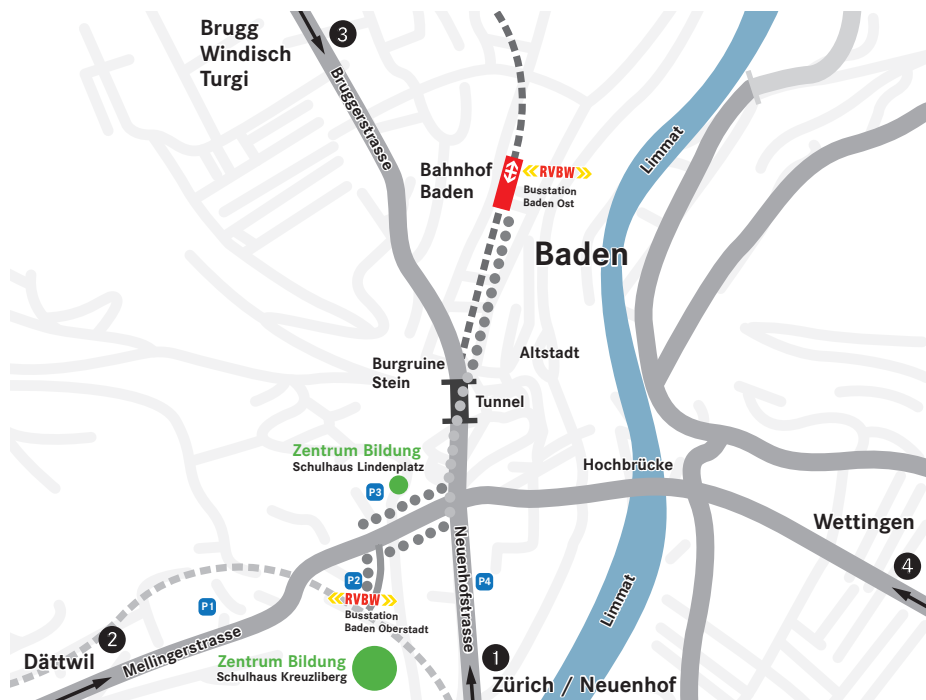 Brugg
Windisch
Turgi
3
Bruggerstrasse
Limmat
Bahnhof
Baden
RVBW
Busstation
Baden Ost
Baden
Burgruine
Stein
Altstadt
Tunnel
Zentrum Bildung
Schulhaus Lindenplatz
P3
Hochbrücke
Wettingen
4
Neuenhofstrasse
P4
P2
P1
RVBW
Busstation
Baden Oberstadt
Limmat
2
Dättwil
Mellingerstrasse
Zentrum Bildung
Schulhaus Kreuzliberg
1
Zürich / Neuenhof